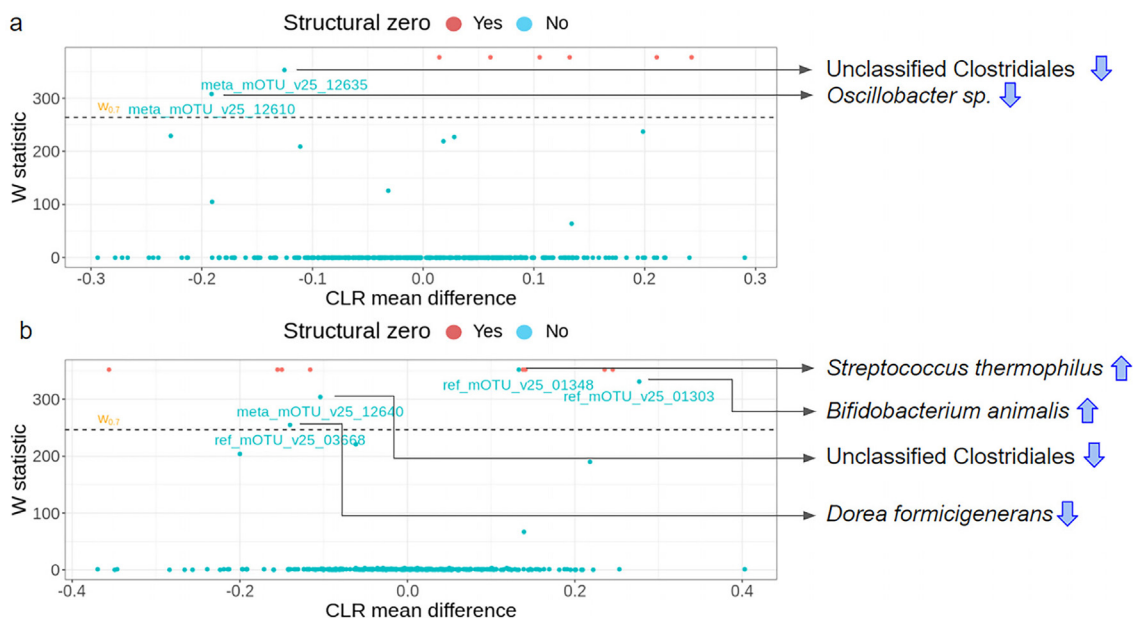 a
Structural zero Yes No
W statistic
300
200
100
0
W0.7
meta_mOTU_v25_12635
meta_mOTU_v25_12610
Unclassified Clostridiales
Oscillobacter sp.
-0.3 -0.2 -0.1 0.0 0.1 0.2 0.3
CLR mean difference
b
Structural zero Yes No
W statistic
300
200
100
0
W0.7
ref_mOTU_v25_01348
ref_mOTU_v25_01303
meta_mOTU_v25_12640
ref_mOTU_v25_03668
Streptococcus thermophilus
Bifidobacterium animalis
Unclassified Clostridiales
Dorea formicigenerans
-0.4 -0.2 0.0 0.2 0.4
CLR mean difference